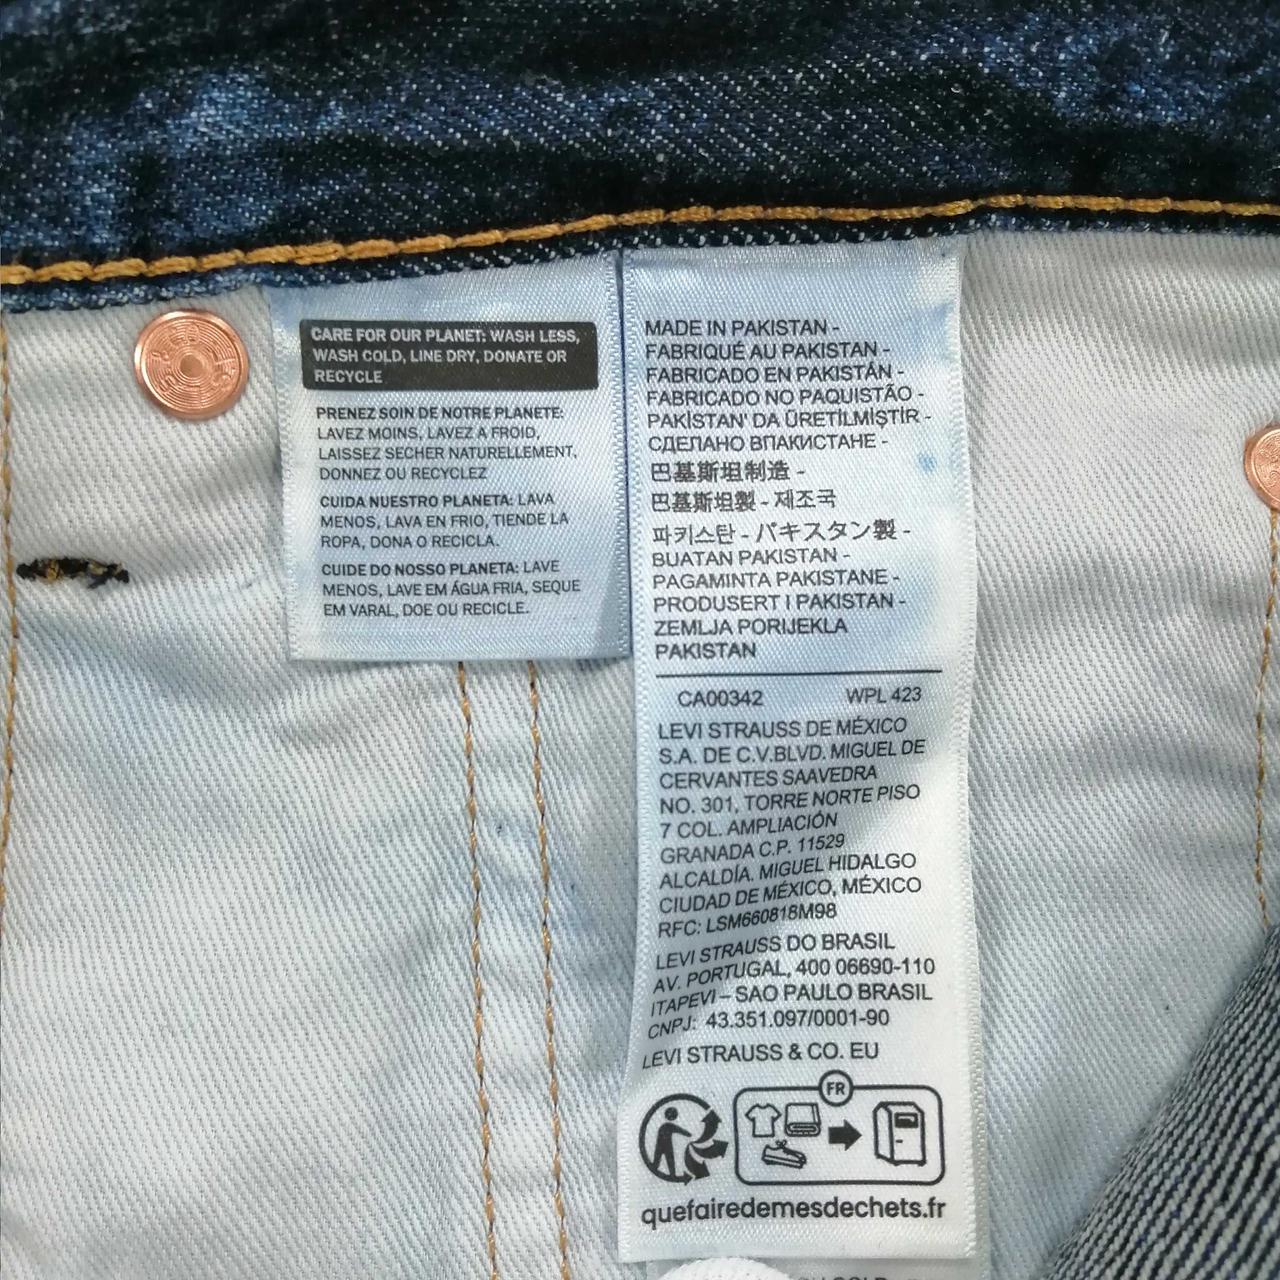 CARE FOR OUR PLANET: WASH LESS,
WASH COLD, LINE DRY, DONATE OR
RECYCLE
PRENEZ SOIN DE NOTRE PLANETE:
LAVEZ MOINS, LAVEZ A FROID,
LAISSEZ SECHER NATURELLEMENT,
DONNEZ OU RECYCLEZ
CUIDA NUESTRO PLANETA: LAVA
MENOS, LAVA EN FRIO, TIENDE LA
ROPA, DONA O RECICLA.
CUIDE DO NOSSO PLANETA: LAVE
MENOS, LAVE EM ÁGUA FRIA, SEQUE
EM VARAL, DOE OU RECICLE.
MADE IN PAKISTAN -
FABRIQUÉ AU PAKISTAN -
FABRICADO EN PAKISTÁN -
FABRICADO NO PAQUISTÃO -
PAKİSTAN' DA ÜRETİLMİŞTİR -
СДЕЛАНО ВПАКИСТАНЕ -
巴基斯坦制造 -
巴基斯坦製 - 제조국
파키스탄 - パキスタン製 -
BUATAN PAKISTAN -
PAGAMINTA PAKISTANE -
PRODUSERT I PAKISTAN -
ZEMLJA PORIJEKLA
PAKISTAN
CA00342 WPL 423
LEVI STRAUSS DE MÉXICO
S.A. DE C.V.BLVD. MIGUEL DE
CERVANTES SAAVEDRA
NO. 301, TORRE NORTE PISO
7 COL. AMPLIACIÓN
GRANADA C.P. 11529
ALCALDÍA. MIGUEL HIDALGO
CIUDAD DE MÉXICO, MÉXICO
RFC: LSM660818M98
LEVI STRAUSS DO BRASIL
AV. PORTUGAL, 400 06690-110
ITAPEVI – SAO PAULO BRASIL
CNPJ: 43.351.097/0001-90
LEVI STRAUSS & CO. EU
FR
quefairedemesdechets.fr